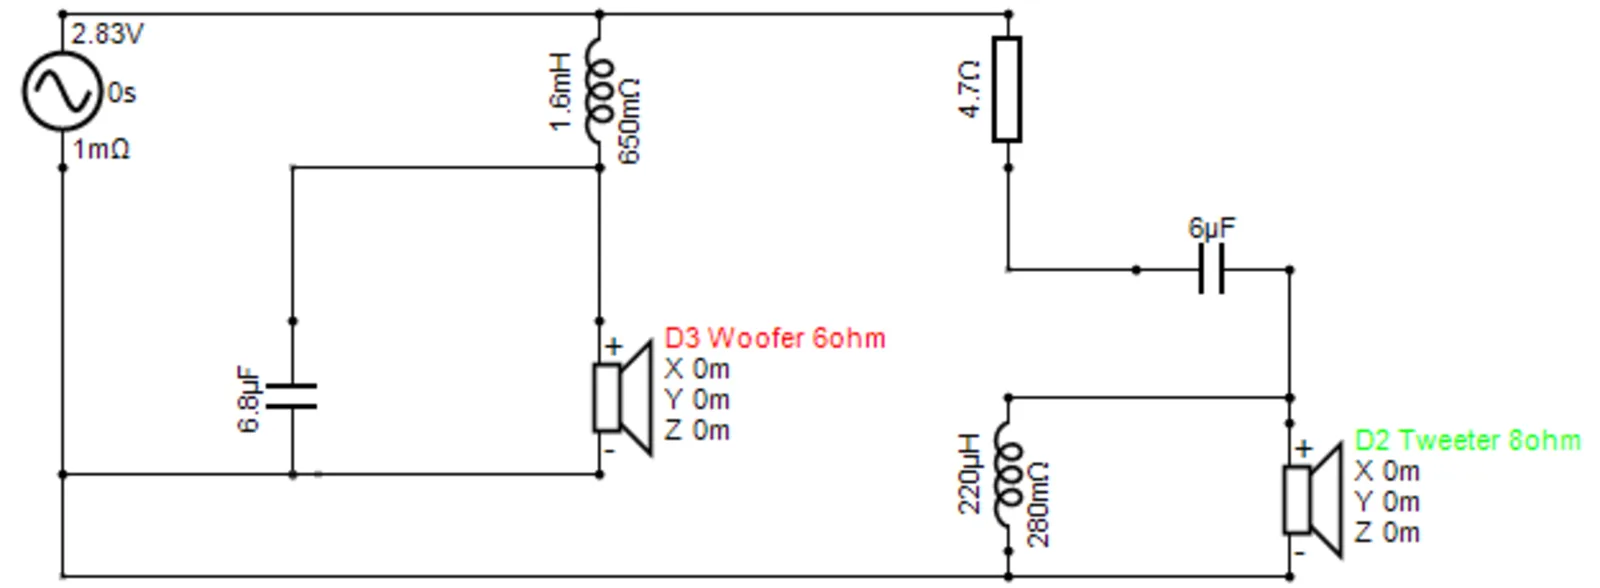 2.83V
0s
1mΩ
1.6mH
650mΩ
4.7Ω
6µF
6.8µF
+
D3 Woofer 6ohm
X 0m
Y 0m
Z 0m
-
220µH
280mΩ
+
D2 Tweeter 8ohm
X 0m
Y 0m
Z 0m
-